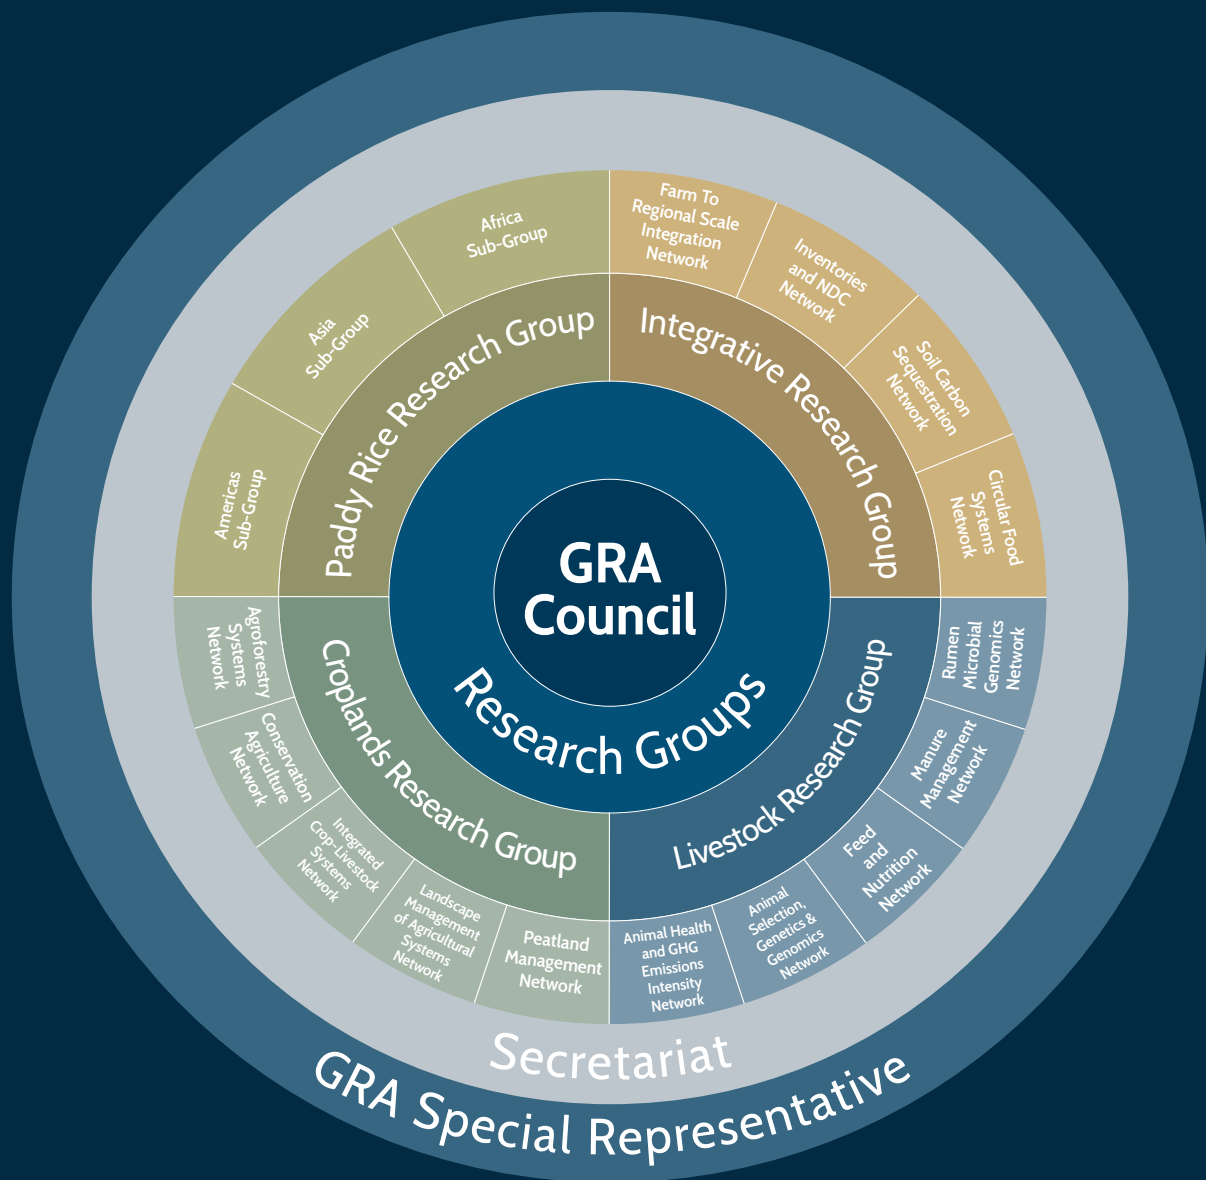 GRA
Council
Research Groups
Paddy Rice Research Group
Americas
Sub-Group
Asia
Sub-Group
Africa
Sub-Group
Integrative Research Group
Farm To
Regional Scale
Integration
Network
Inventories
and NDC
Network
Soil Carbon
Sequestration
Network
Circular Food
Systems
Network
Livestock Research Group
Rumen
Microbial
Genomics
Network
Manure
Management
Network
Feed
and
Nutrition
Network
Animal
Selection,
Genetics &
Genomics
Network
Animal Health
and GHG
Emissions
Intensity
Network
Croplands Research Group
Peatland
Management
Network
Landscape
Management
of Agricultural
Systems
Network
Integrated
Crop-Livestock
Systems
Network
Conservation
Agriculture
Network
Agroforestry
Systems
Network
Secretariat
GRA Special Representative